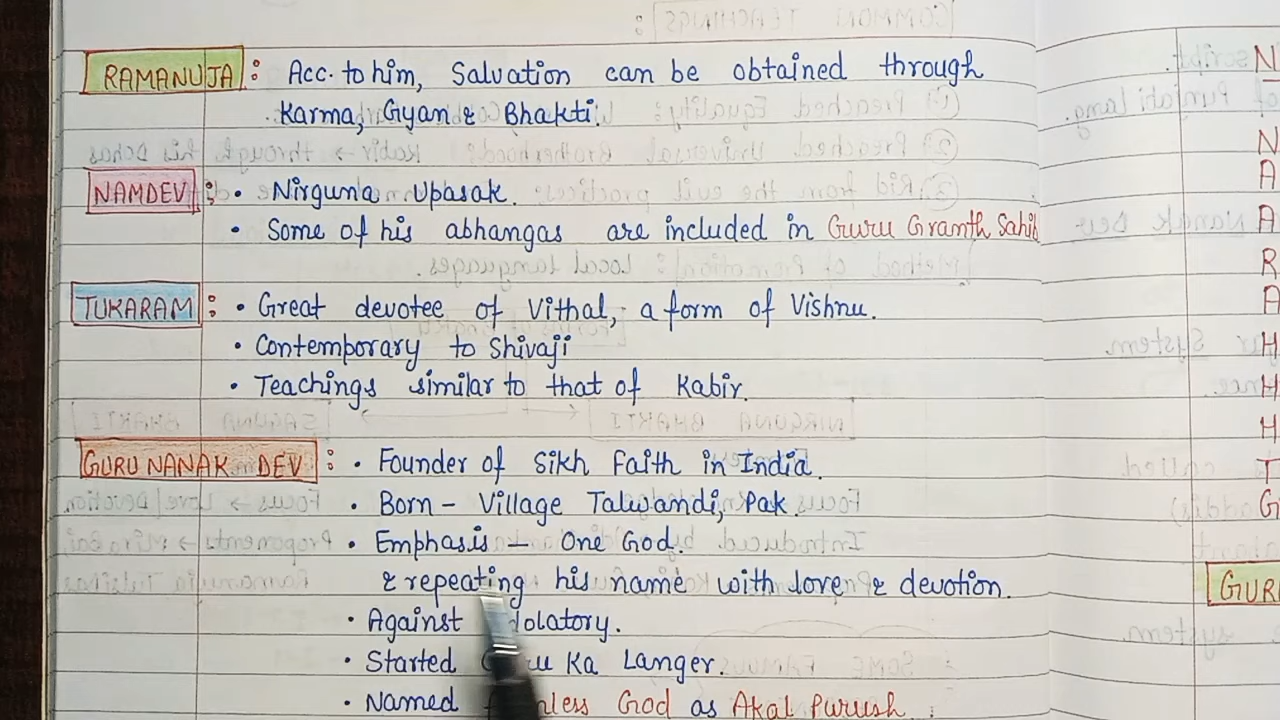 RAMANUJA : Acc. to him, Salvation can be obtained through
Karma, Gyan & Bhakti.
NAMDEV : • Nirguna Upasak.
• Some of his abhangas are included in Guru Granth Sahib
TUKARAM : • Great devotee of Vithal, a form of Vishnu.
• Contemporary to Shivaji
• Teachings similar to that of Kabir.
GURU NANAK DEV : • Founder of Sikh Faith in India.
• Born – Village Talwandi, Pak.
• Emphasis – One God.
& repeating his name with love & devotion.
• Against
• Started Ka Langer.
• Named God as Akal Purush.
N
N
A
A
R
A
H
H
H
T
G